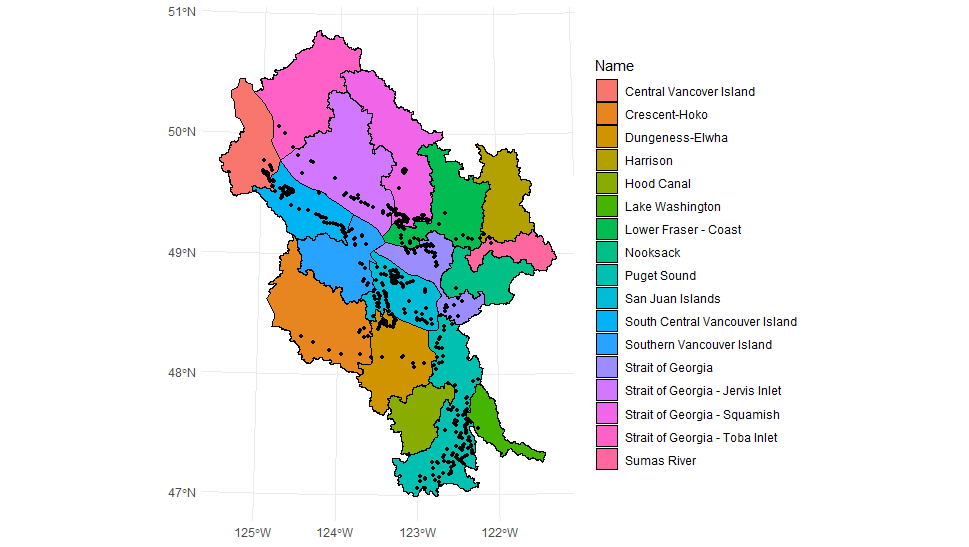 51°N
50°N
49°N
48°N
47°N
125°W 124°W 123°W 122°W
Name
Central Vancover Island
Crescent-Hoko
Dungeness-Elwha
Harrison
Hood Canal
Lake Washington
Lower Fraser - Coast
Nooksack
Puget Sound
San Juan Islands
South Central Vancouver Island
Southern Vancouver Island
Strait of Georgia
Strait of Georgia - Jervis Inlet
Strait of Georgia - Squamish
Strait of Georgia - Toba Inlet
Sumas River